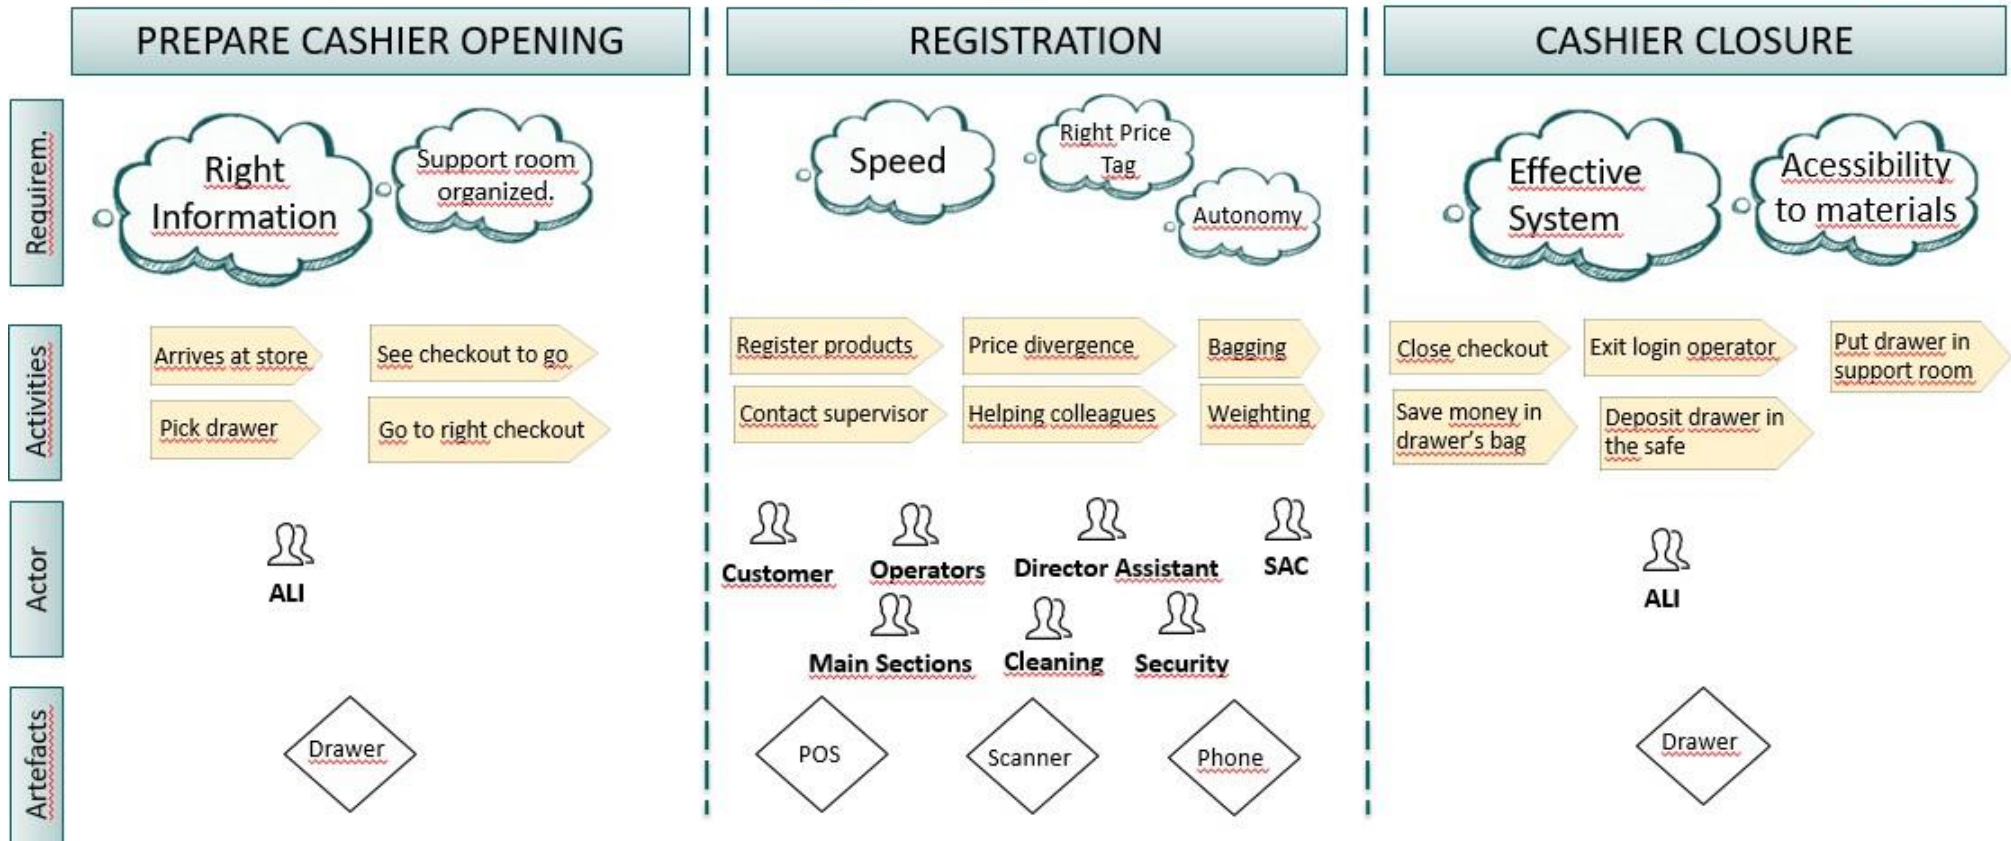 PREPARE CASHIER OPENING
REGISTRATION
CASHIER CLOSURE
Requirem.
Right
Information
Support room
organized.
Speed
Right Price
Tag
Autonomy
Effective
System
Acessibility
to materials
Activities
Arrives at store
See checkout to go
Pick drawer
Go to right checkout
Register products
Price divergence
Bagging
Contact supervisor
Helping colleagues
Weighting
Close checkout
Exit login operator
Put drawer in
support room
Save money in
drawer's bag
Deposit drawer in
the safe
Actor
ALI
Customer
Operators
Director Assistant
SAC
Main Sections
Cleaning
Security
ALI
Artefacts
Drawer
POS
Scanner
Phone
Drawer